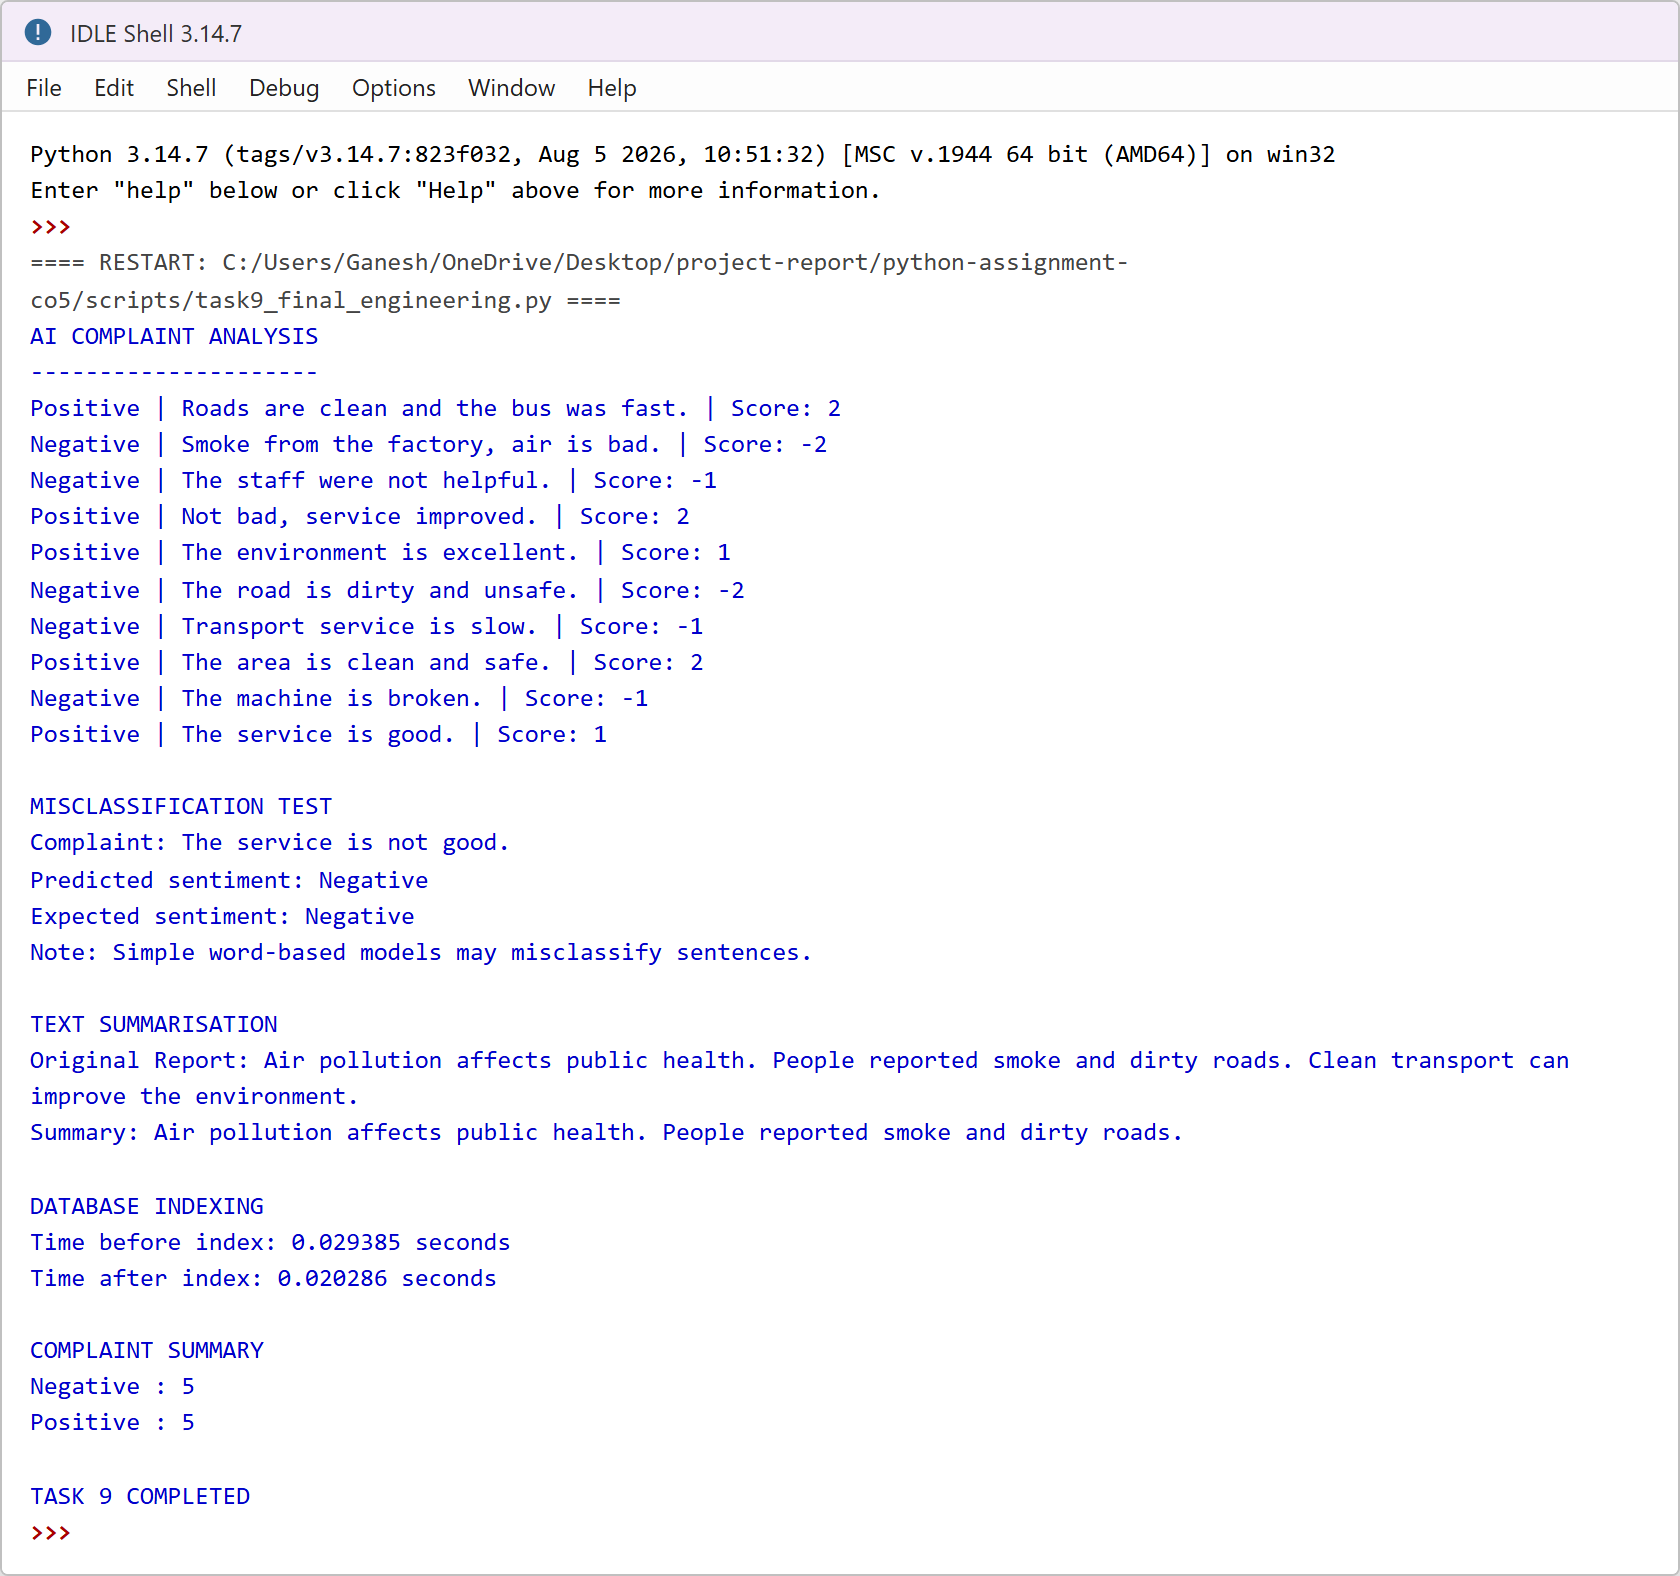 IDLE Shell 3.14.7
File Edit Shell Debug Options Window Help
Python 3.14.7 (tags/v3.14.7:823f032, Aug 5 2026, 10:51:32) [MSC v.1944 64 bit (AMD64)] on win32
Enter "help" below or click "Help" above for more information.
>>>
==== RESTART: C:/Users/Ganesh/OneDrive/Desktop/project-report/python-assignment-
co5/scripts/task9_final_engineering.py ====
AI COMPLAINT ANALYSIS
---------------------
Positive | Roads are clean and the bus was fast. | Score: 2
Negative | Smoke from the factory, air is bad. | Score: -2
Negative | The staff were not helpful. | Score: -1
Positive | Not bad, service improved. | Score: 2
Positive | The environment is excellent. | Score: 1
Negative | The road is dirty and unsafe. | Score: -2
Negative | Transport service is slow. | Score: -1
Positive | The area is clean and safe. | Score: 2
Negative | The machine is broken. | Score: -1
Positive | The service is good. | Score: 1
MISCLASSIFICATION TEST
Complaint: The service is not good.
Predicted sentiment: Negative
Expected sentiment: Negative
Note: Simple word-based models may misclassify sentences.
TEXT SUMMARISATION
Original Report: Air pollution affects public health. People reported smoke and dirty roads. Clean transport can
improve the environment.
Summary: Air pollution affects public health. People reported smoke and dirty roads.
DATABASE INDEXING
Time before index: 0.029385 seconds
Time after index: 0.020286 seconds
COMPLAINT SUMMARY
Negative : 5
Positive : 5
TASK 9 COMPLETED
>>>